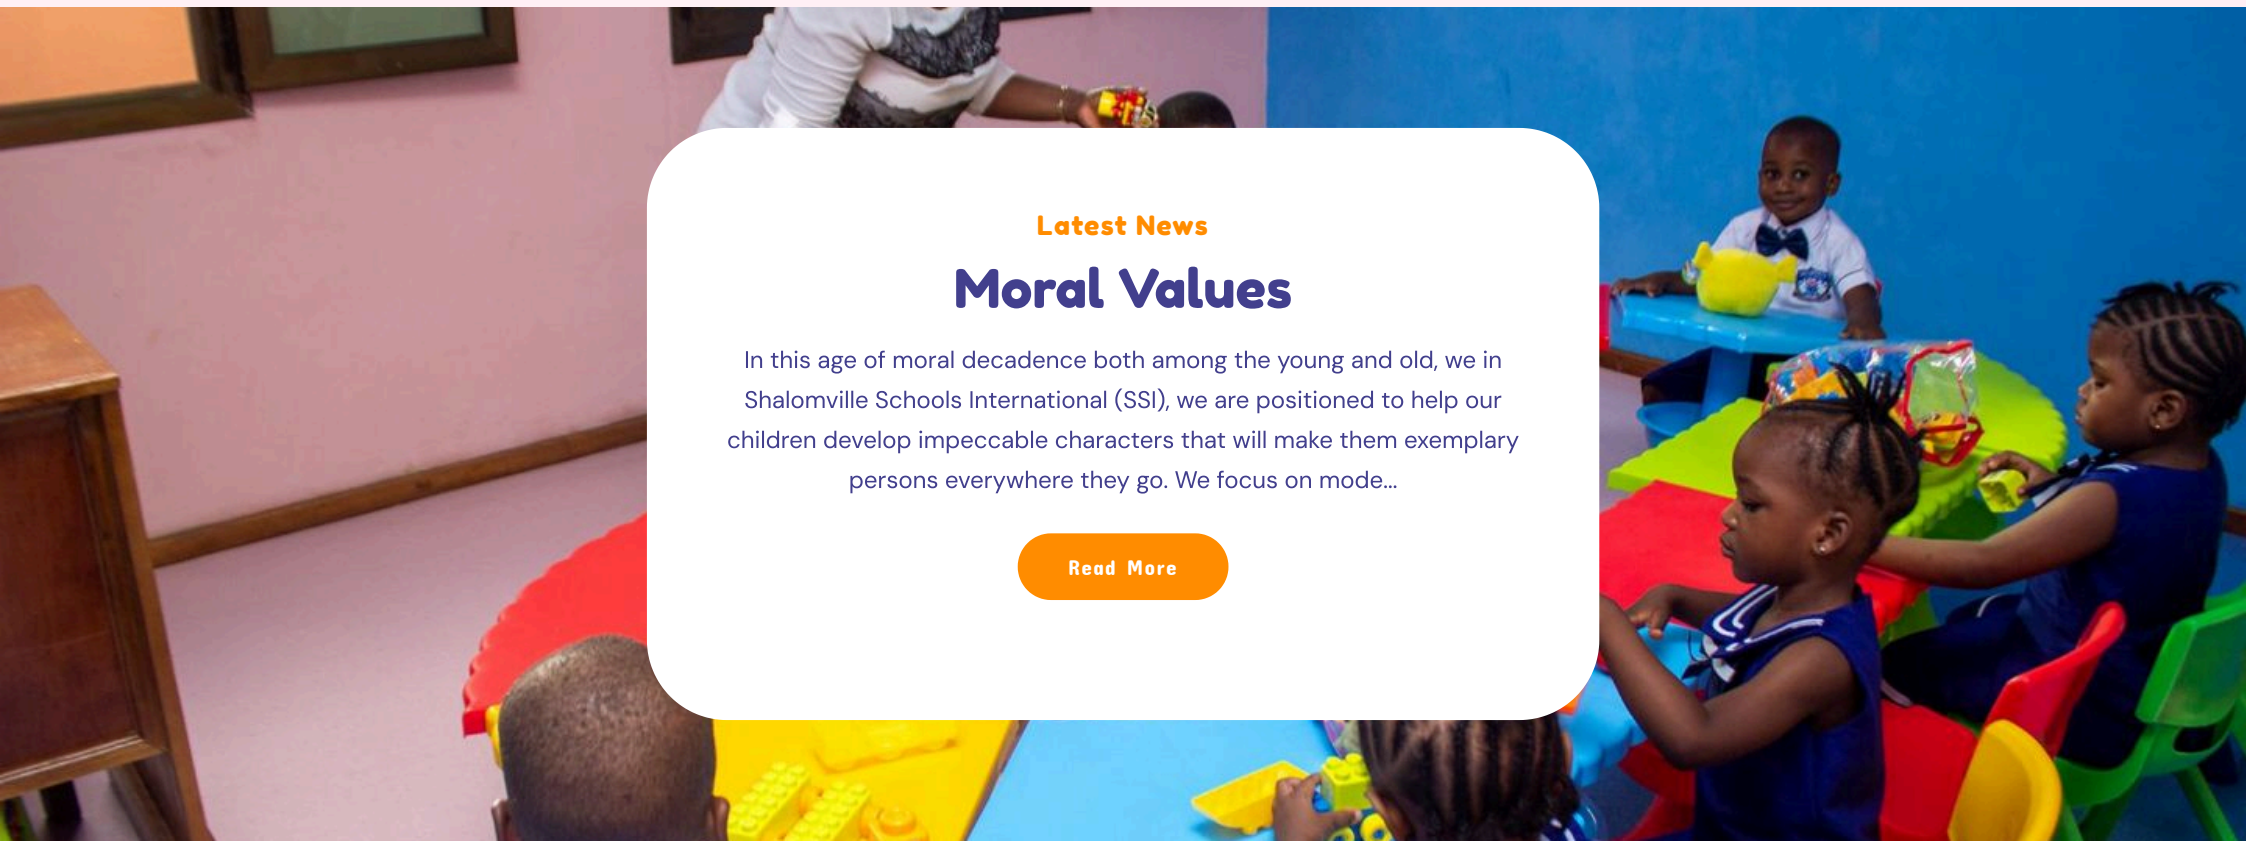 Latest News
Moral Values
In this age of moral decadence both among the young and old, we in
Shalomville Schools International (SSI), we are positioned to help our
children develop impeccable characters that will make them exemplary
persons everywhere they go. We focus on mode...
Read More